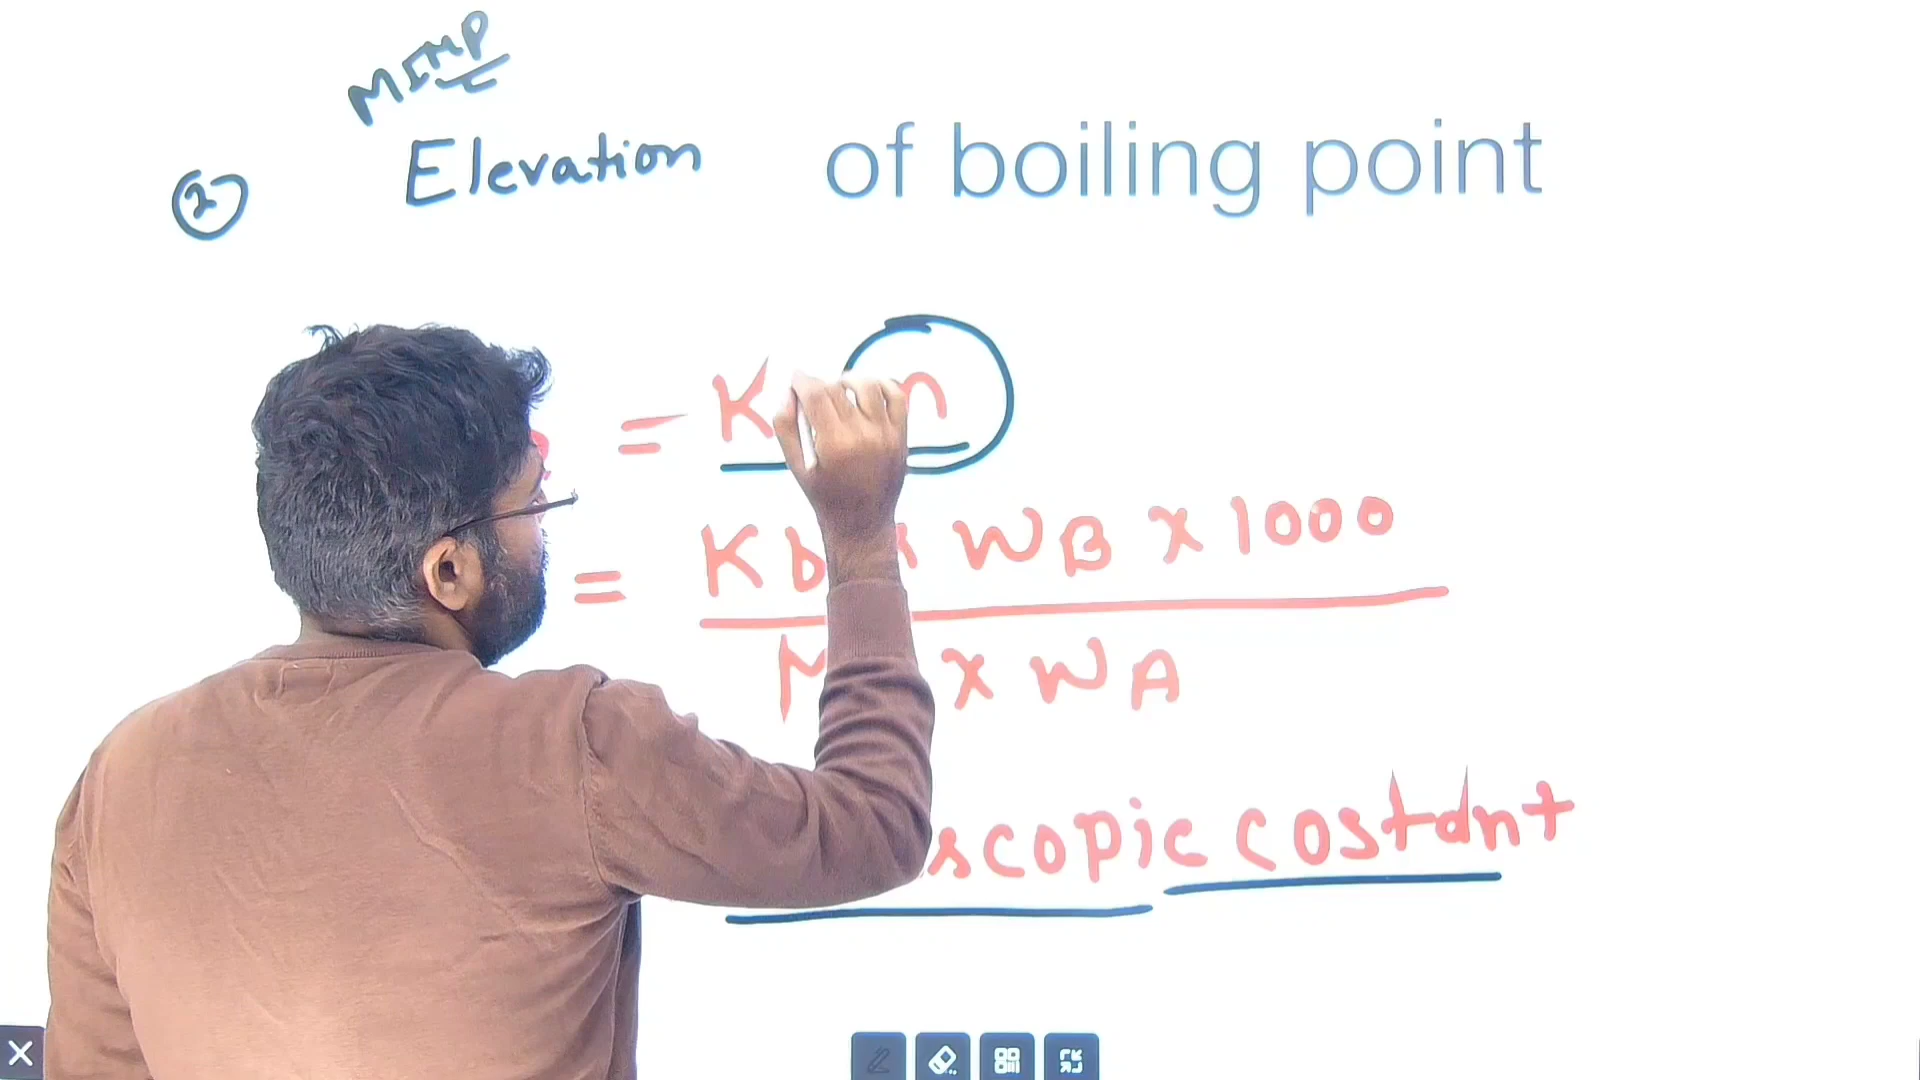 MIMP
② Elevation of boiling point
= K m
= Kb x WB x 1000
M x WA
scopic costant